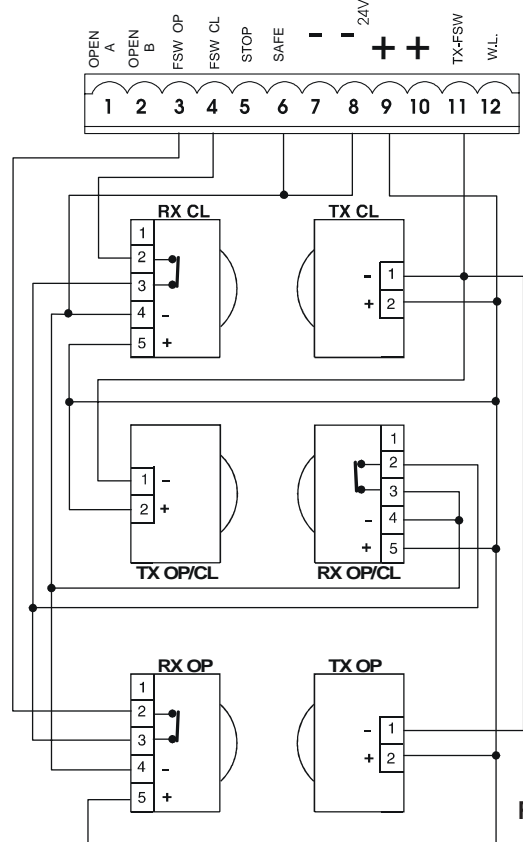 OPEN A
OPEN B
FSW OP
FSW CL
STOP
SAFE
-
- 24V
+
+
TX-FSW
W.L.
1 2 3 4 5 6 7 8 9 10 11 12
RX CL
1
2
3
4 -
5 +
TX CL
- 1
+ 2
TX OP/CL
1 -
2 +
RX OP/CL
1
2
3
- 4
+ 5
RX OP
1
2
3
4 -
5 +
TX OP
- 1
+ 2
F